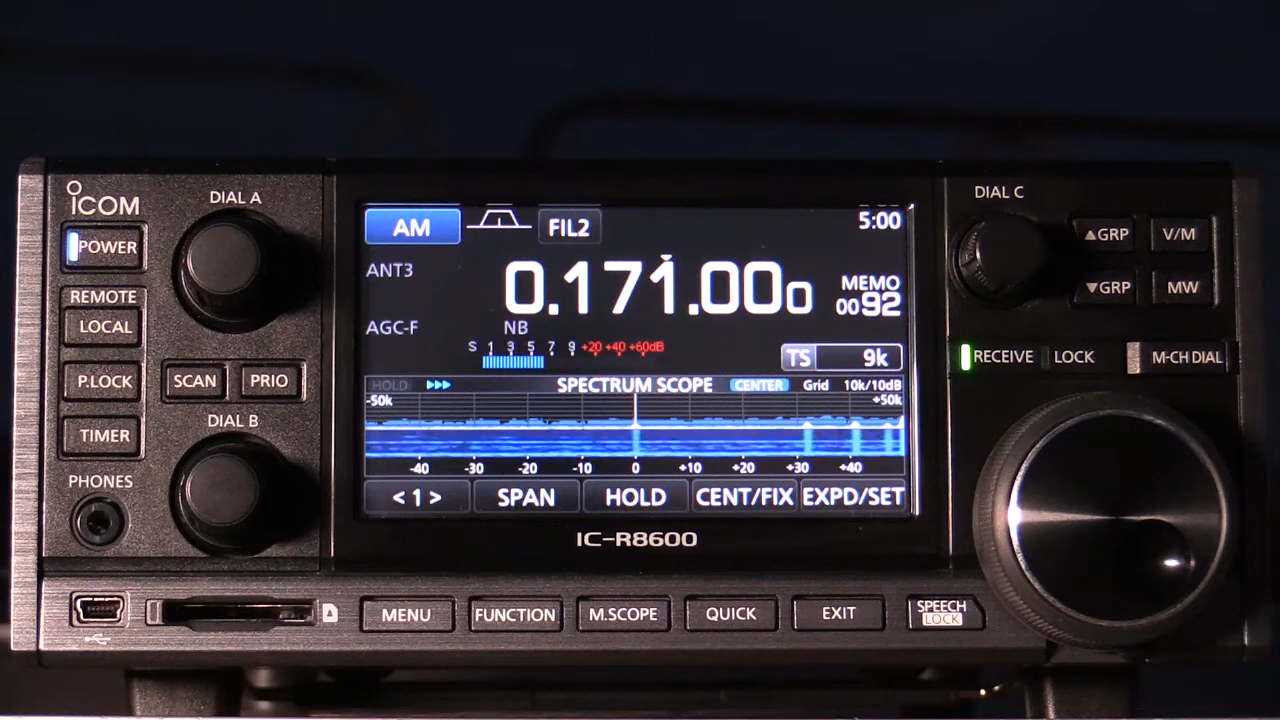 ICOM
POWER
REMOTE
LOCAL
P.LOCK
TIMER
PHONES
DIAL A
SCAN PRIO
DIAL B
AM FIL2 5:00
ANT3 0.171.000 MEMO
0092
AGC-F NB
S 1 3 5 7 9 +20 +40 +60dB
TS 9k
HOLD SPECTRUM SCOPE CENTER Grid 10k/10dB
-50k +50k
-40 -30 -20 -10 0 +10 +20 +30 +40
< 1 > SPAN HOLD CENT/FIX EXPD/SET
IC-R8600
DIAL C
▲GRP V/M
▼GRP MW
RECEIVE LOCK M-CH DIAL
MENU FUNCTION M.SCOPE QUICK EXIT SPEECH
LOCK